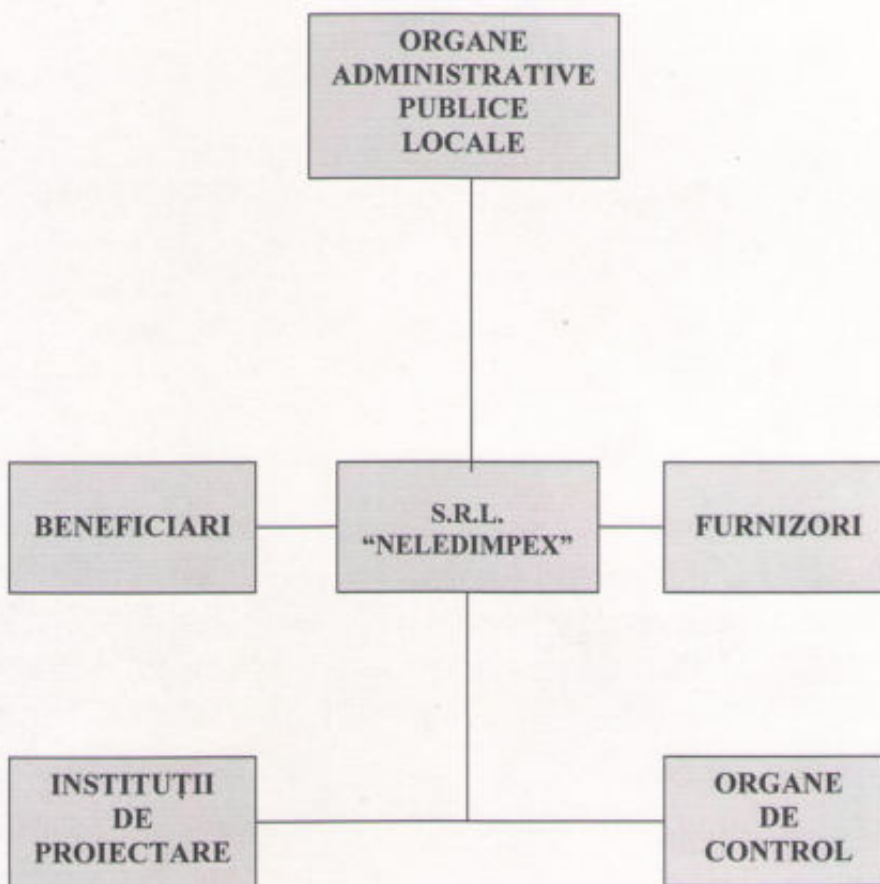 ORGANE
ADMINISTRATIVE
PUBLICE
LOCALE
BENEFICIARI
S.R.L.
“NELEDIMPEX”
FURNIZORI
INSTITUȚII
DE
PROIECTARE
ORGANE
DE
CONTROL